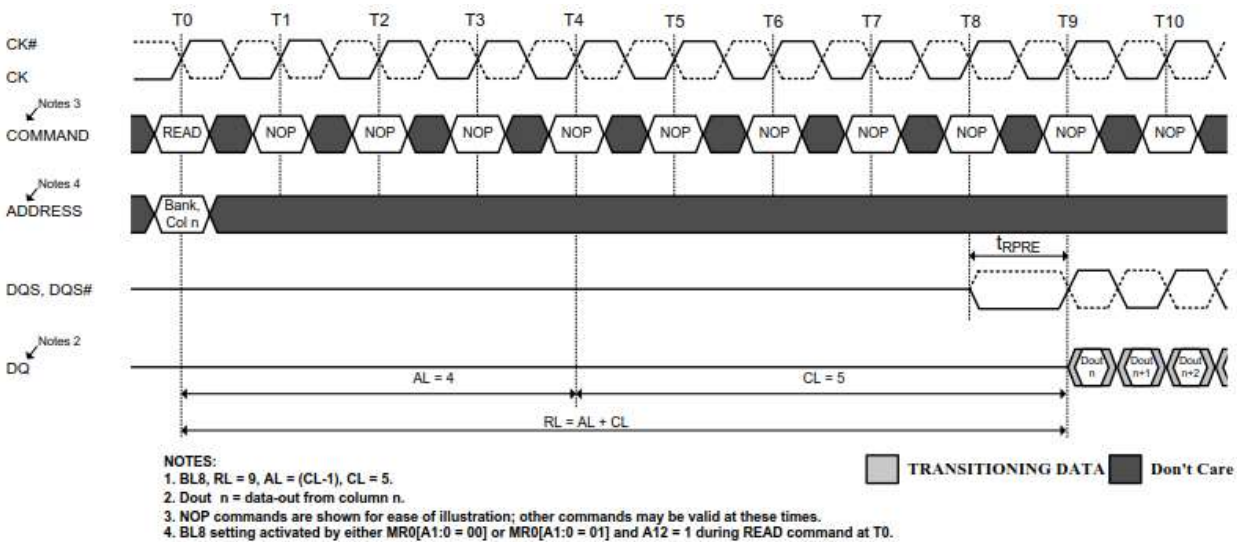 T0 T1 T2 T3 T4 T5 T6 T7 T8 T9 T10
CK#
CK
Notes 3
COMMAND READ NOP NOP NOP NOP NOP NOP NOP NOP NOP NOP
Notes 4
ADDRESS
Bank,
Col n
tRPRE
DQS, DQS#
Notes 2
DQ
Dout n
Dout n+1
Dout n+2
AL = 4 CL = 5
RL = AL + CL
NOTES:
1. BL8, RL = 9, AL = (CL-1), CL = 5.
2. Dout n = data-out from column n.
3. NOP commands are shown for ease of illustration; other commands may be valid at these times.
4. BL8 setting activated by either MR0[A1:0 = 00] or MR0[A1:0 = 01] and A12 = 1 during READ command at T0.
TRANSITIONING DATA Don't Care